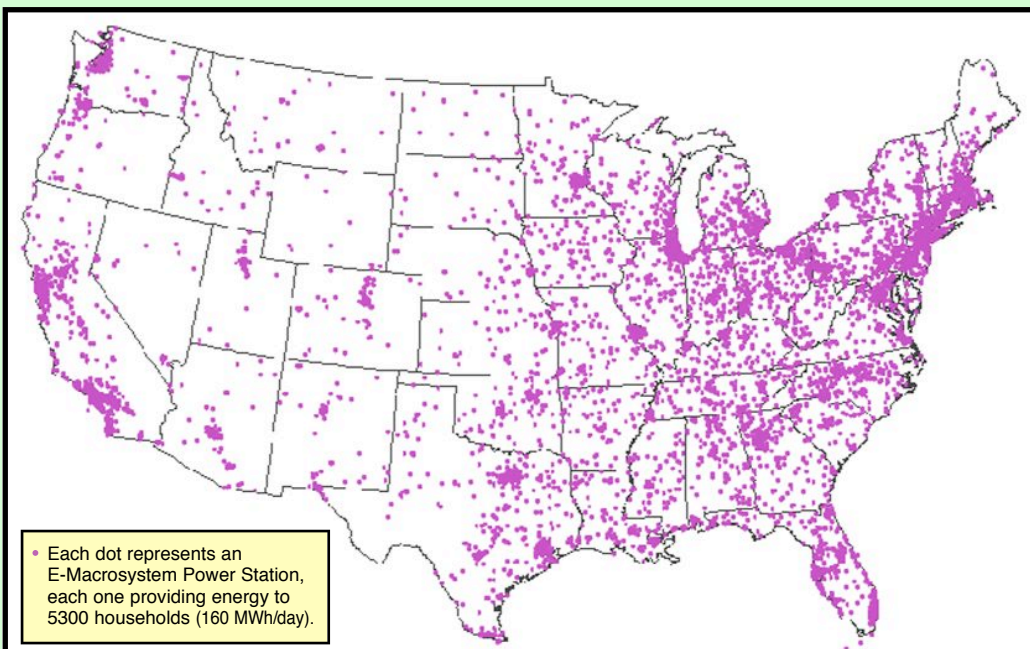 Each dot represents an
E-Macrosystem Power Station,
each one providing energy to
5300 households (160 MWh/day).